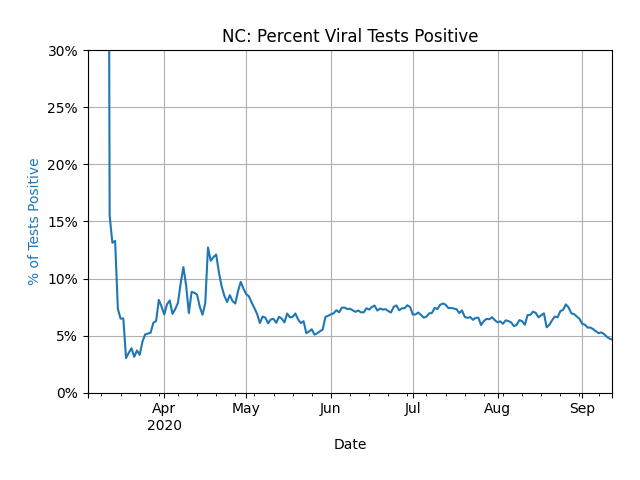 NC: Percent Viral Tests Positive
% of Tests Positive
30%
25%
20%
15%
10%
5%
0%
Apr
2020
May
Jun
Jul
Aug
Sep
Date